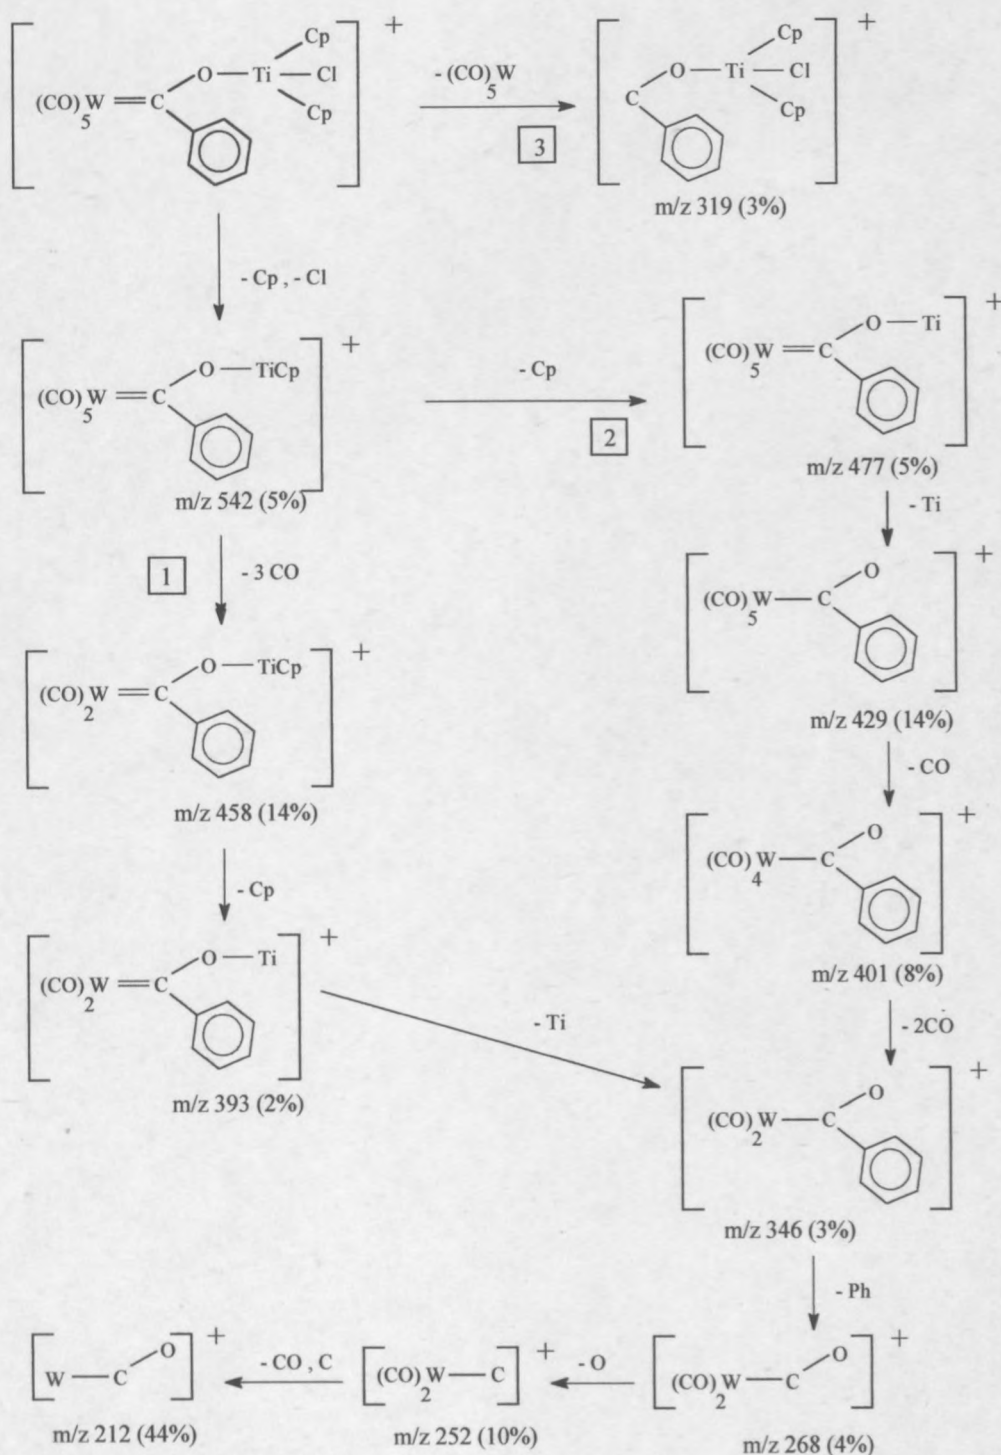 Cp
O — Ti — Cl
(CO)5W=C
Cp
+
- (CO)5W
3
Cp
O — Ti — Cl
C
Cp
+
m/z 319 (3%)
- Cp , - Cl
(CO)5W=C
O — TiCp
+
m/z 542 (5%)
- Cp
2
(CO)5W=C
O — Ti
+
m/z 477 (5%)
- Ti
1
- 3 CO
(CO)5W — C
O
+
m/z 429 (14%)
(CO)2W=C
O — TiCp
+
m/z 458 (14%)
- CO
- Cp
(CO)4W — C
O
+
m/z 401 (8%)
(CO)2W=C
O — Ti
+
m/z 393 (2%)
- Ti
- 2CO
(CO)2W — C
O
+
m/z 346 (3%)
- Ph
(CO)2W — C
O
+
m/z 268 (4%)
- O
(CO)2W — C
+
m/z 252 (10%)
- CO , C
W — C
O
+
m/z 212 (44%)